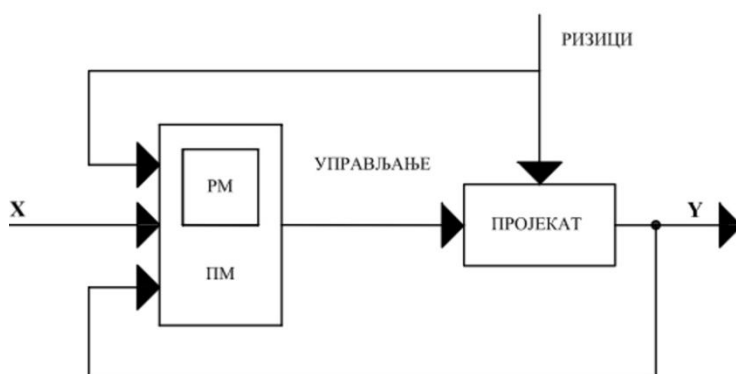 РИЗИЦИ
УПРАВЉАЊЕ
РМ
X
Y
ПРОЈЕКАТ
ПМ